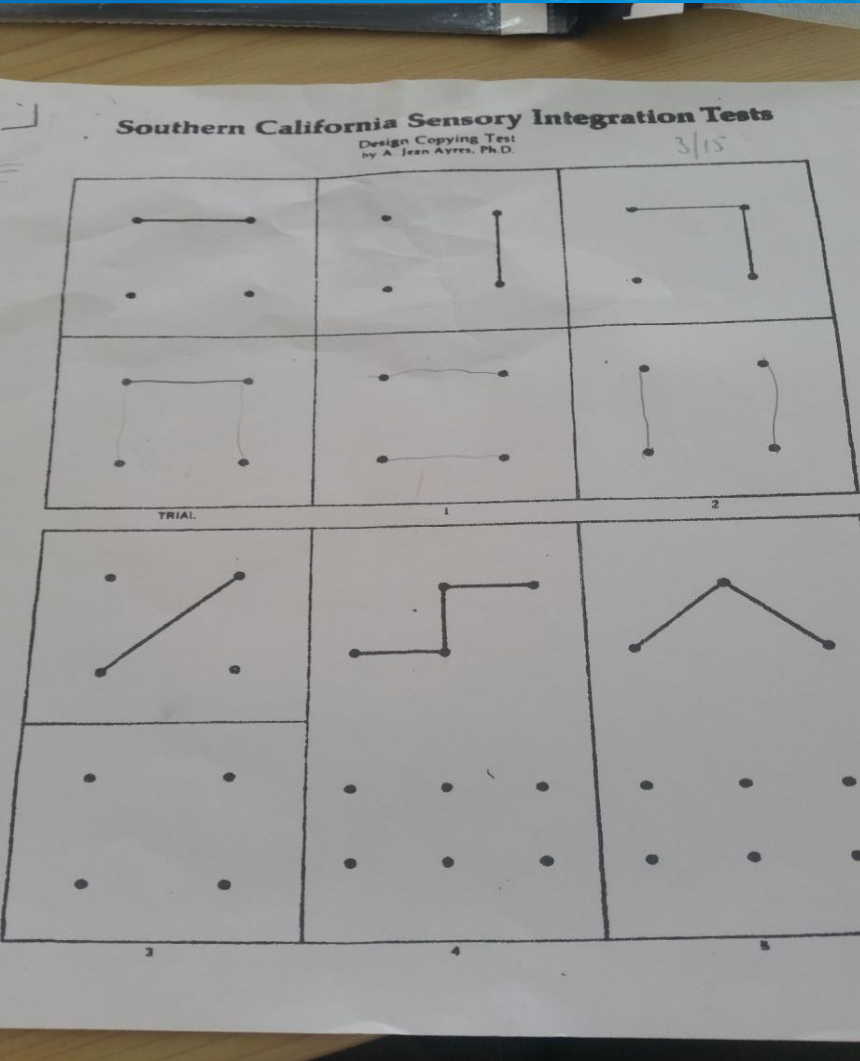 Southern California Sensory Integration Tests
Design Copying Test
by A. Jean Ayres, Ph.D.
3/15
TRIAL
1
2
3
4
5